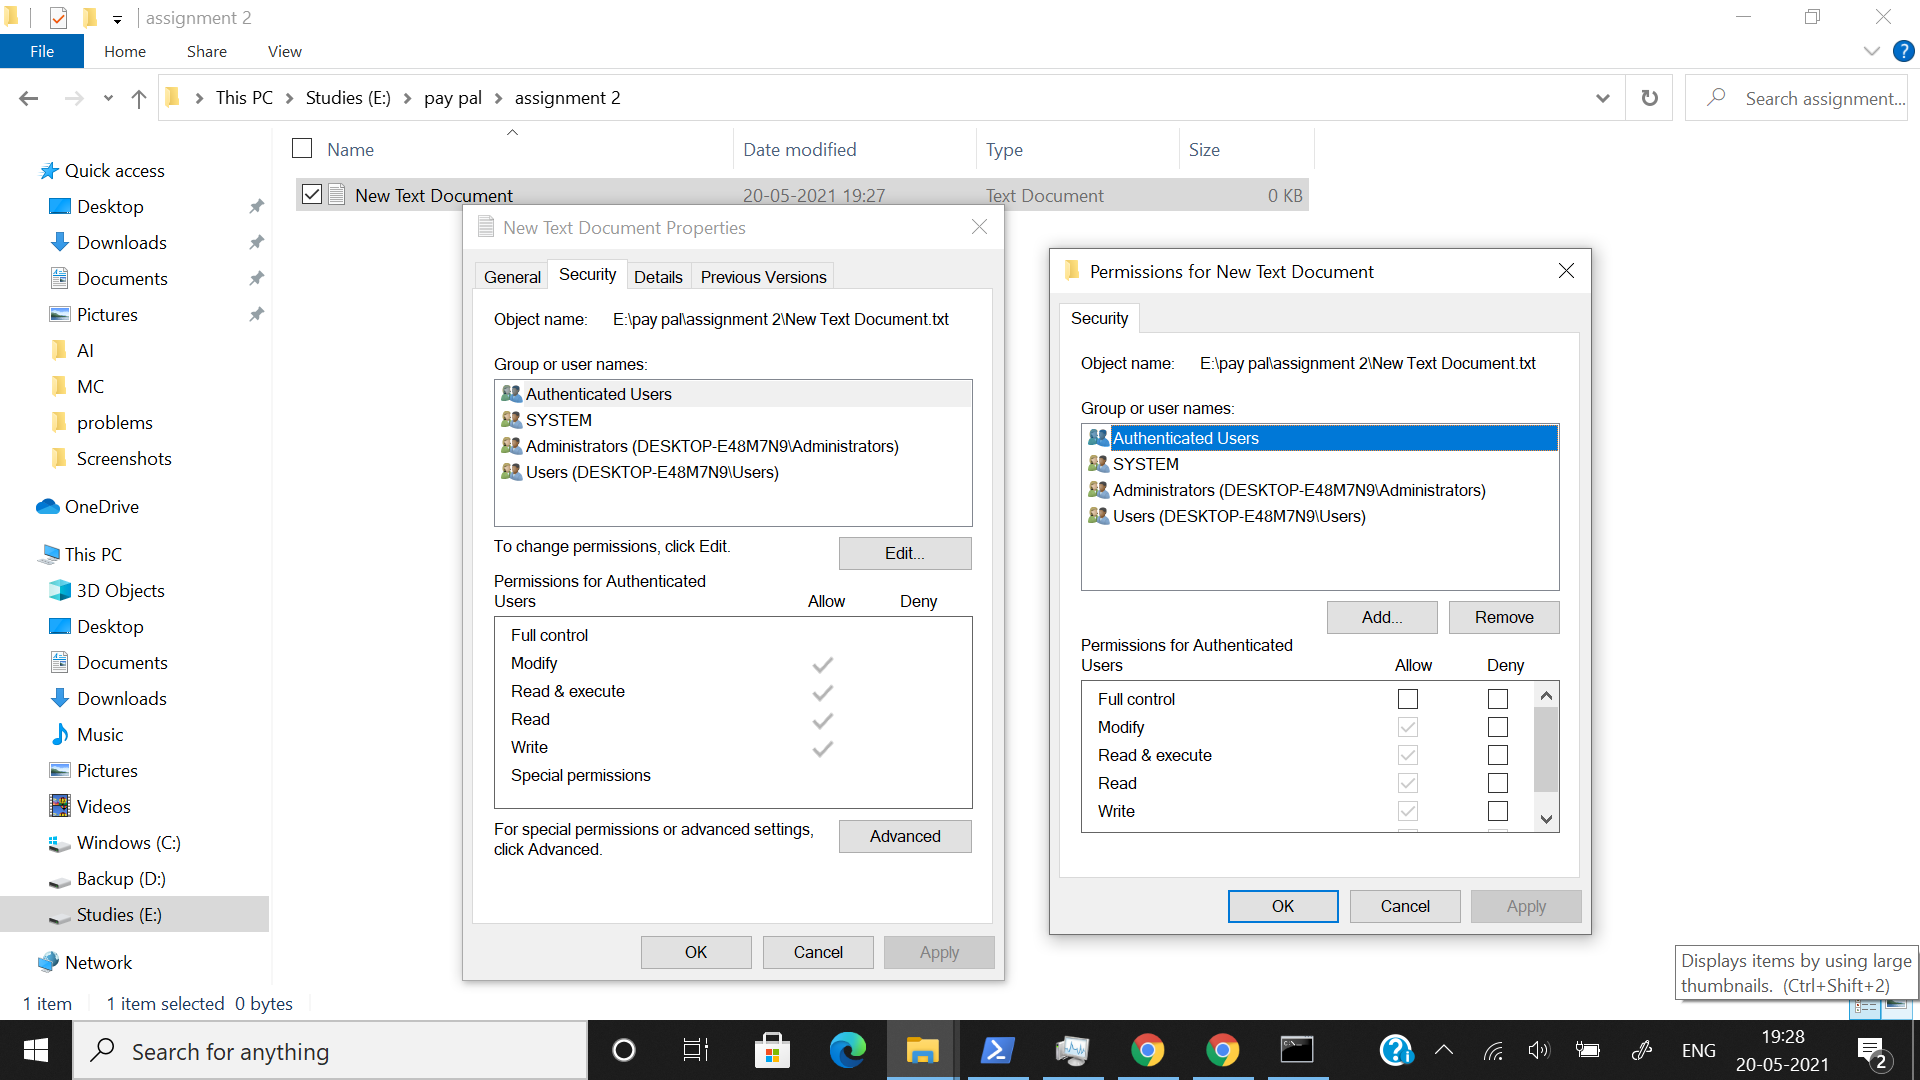 assignment 2
File Home Share View
This PC Studies (E:) pay pal assignment 2
Search assignment...
Name Date modified Type Size
New Text Document 20-05-2021 19:27 Text Document 0 KB
Quick access
Desktop
Downloads
Documents
Pictures
AI
MC
problems
Screenshots
OneDrive
This PC
3D Objects
Desktop
Documents
Downloads
Music
Pictures
Videos
Windows (C:)
Backup (D:)
Studies (E:)
Network
New Text Document Properties
General Security Details Previous Versions
Object name: E:\pay pal\assignment 2\New Text Document.txt
Group or user names:
Authenticated Users
SYSTEM
Administrators (DESKTOP-E48M7N9\Administrators)
Users (DESKTOP-E48M7N9\Users)
To change permissions, click Edit.
Edit...
Permissions for Authenticated
Users Allow Deny
Full control
Modify
Read & execute
Read
Write
Special permissions
For special permissions or advanced settings,
click Advanced.
Advanced
OK Cancel Apply
Permissions for New Text Document
Security
Object name: E:\pay pal\assignment 2\New Text Document.txt
Group or user names:
Authenticated Users
SYSTEM
Administrators (DESKTOP-E48M7N9\Administrators)
Users (DESKTOP-E48M7N9\Users)
Add... Remove
Permissions for Authenticated
Users Allow Deny
Full control
Modify
Read & execute
Read
Write
OK Cancel Apply
Displays items by using large
thumbnails. (Ctrl+Shift+2)
1 item 1 item selected 0 bytes
Search for anything
ENG
19:28
20-05-2021
2